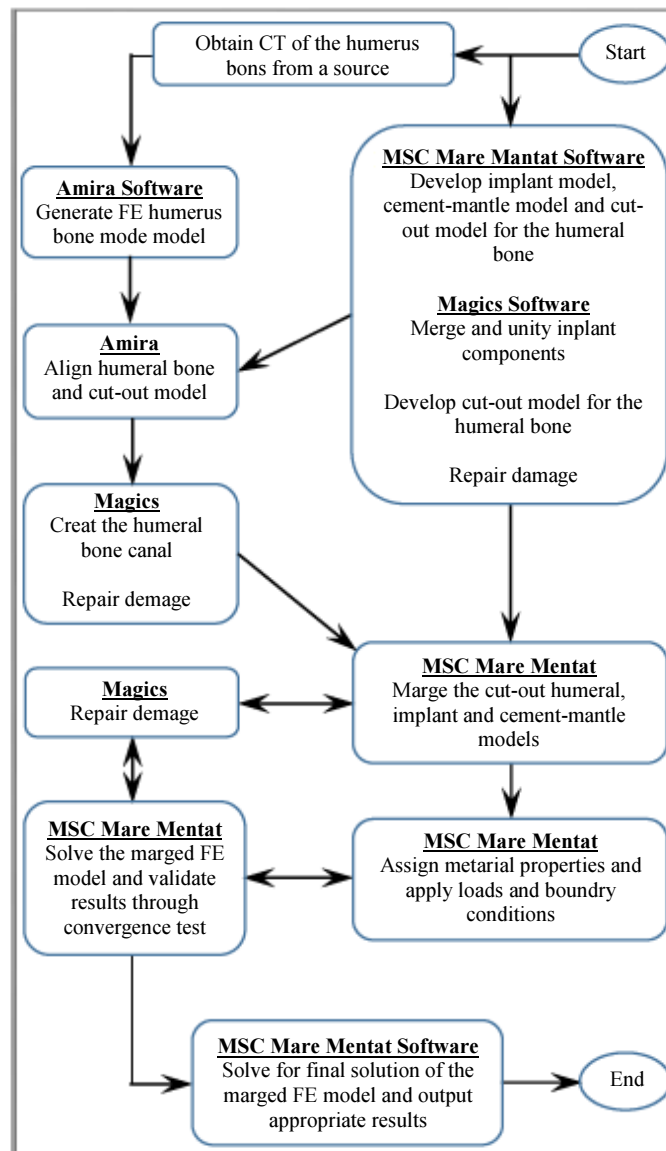 Obtain CT of the humerus
bons from a source
Start
MSC Mare Mantat Software
Develop implant model,
cement-mantle model and cut-
out model for the humeral
bone
Magics Software
Merge and unity inplant
components
Develop cut-out model for the
humeral bone
Repair damage
Amira Software
Generate FE humerus
bone mode model
Amira
Align humeral bone
and cut-out model
Magics
Creat the humeral
bone canal
Repair demage
MSC Mare Mentat
Marge the cut-out humeral,
implant and cement-mantle
models
Magics
Repair demage
MSC Mare Mentat
Solve the marged FE
model and validate
results through
convergence test
MSC Mare Mentat
Assign metarial properties and
apply loads and boundry
conditions
MSC Mare Mentat Software
Solve for final solution of the
marged FE model and output
appropriate results
End